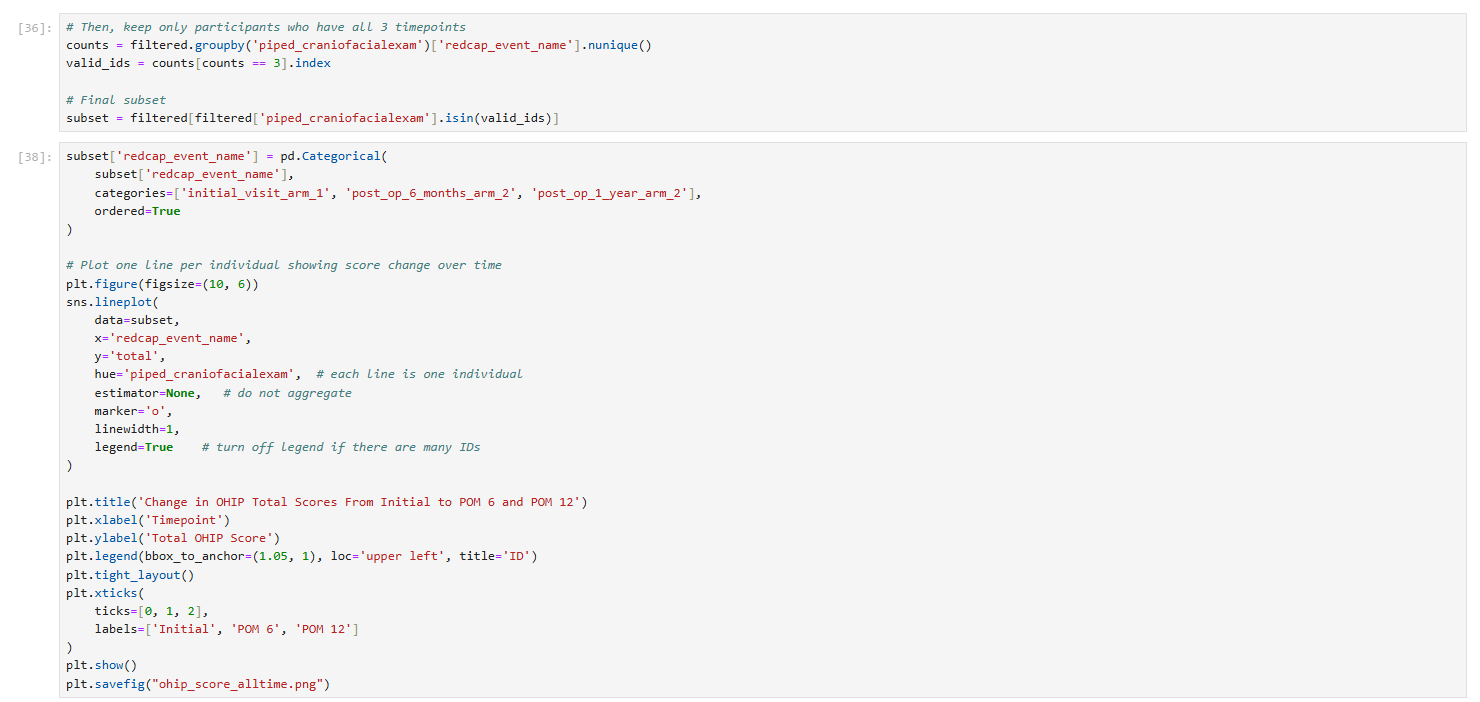 [36]: # Then, keep only participants who have all 3 timepoints
counts = filtered.groupby('piped_craniofacialexam')['redcap_event_name'].nunique()
valid_ids = counts[counts == 3].index

# Final subset
subset = filtered[filtered['piped_craniofacialexam'].isin(valid_ids)]

[38]: subset['redcap_event_name'] = pd.Categorical(
    subset['redcap_event_name'],
    categories=['initial_visit_arm_1', 'post_op_6_months_arm_2', 'post_op_1_year_arm_2'],
    ordered=True
)

# Plot one line per individual showing score change over time
plt.figure(figsize=(10, 6))
sns.lineplot(
    data=subset,
    x='redcap_event_name',
    y='total',
    hue='piped_craniofacialexam',  # each line is one individual
    estimator=None,   # do not aggregate
    marker='o',
    linewidth=1,
    legend=True    # turn off legend if there are many IDs
)

plt.title('Change in OHIP Total Scores From Initial to POM 6 and POM 12')
plt.xlabel('Timepoint')
plt.ylabel('Total OHIP Score')
plt.legend(bbox_to_anchor=(1.05, 1), loc='upper left', title='ID')
plt.tight_layout()
plt.xticks(
    ticks=[0, 1, 2],
    labels=['Initial', 'POM 6', 'POM 12']
)
plt.show()
plt.savefig("ohip_score_alltime.png")